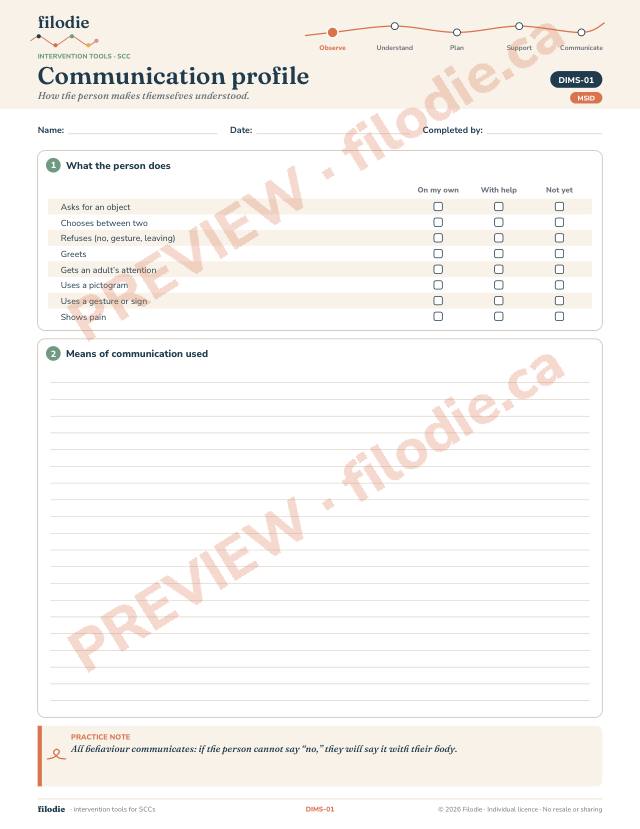 filodie
Observe Understand Plan Support Communicate
INTERVENTION TOOLS · SCC
Communication profile
How the person makes themselves understood.
DIMS-01
MSID
Name: Date: Completed by:
1 What the person does
On my own With help Not yet
Asks for an object
Chooses between two
Refuses (no, gesture, leaving)
Greets
Gets an adult's attention
Uses a pictogram
Uses a gesture or sign
Shows pain
2 Means of communication used
PRACTICE NOTE
All behaviour communicates: if the person cannot say “no,” they will say it with their body.
filodie · intervention tools for SCCs DIMS-01 © 2026 Filodie · Individual licence · No resale or sharing
PREVIEW · filodie.ca
PREVIEW · filodie.ca